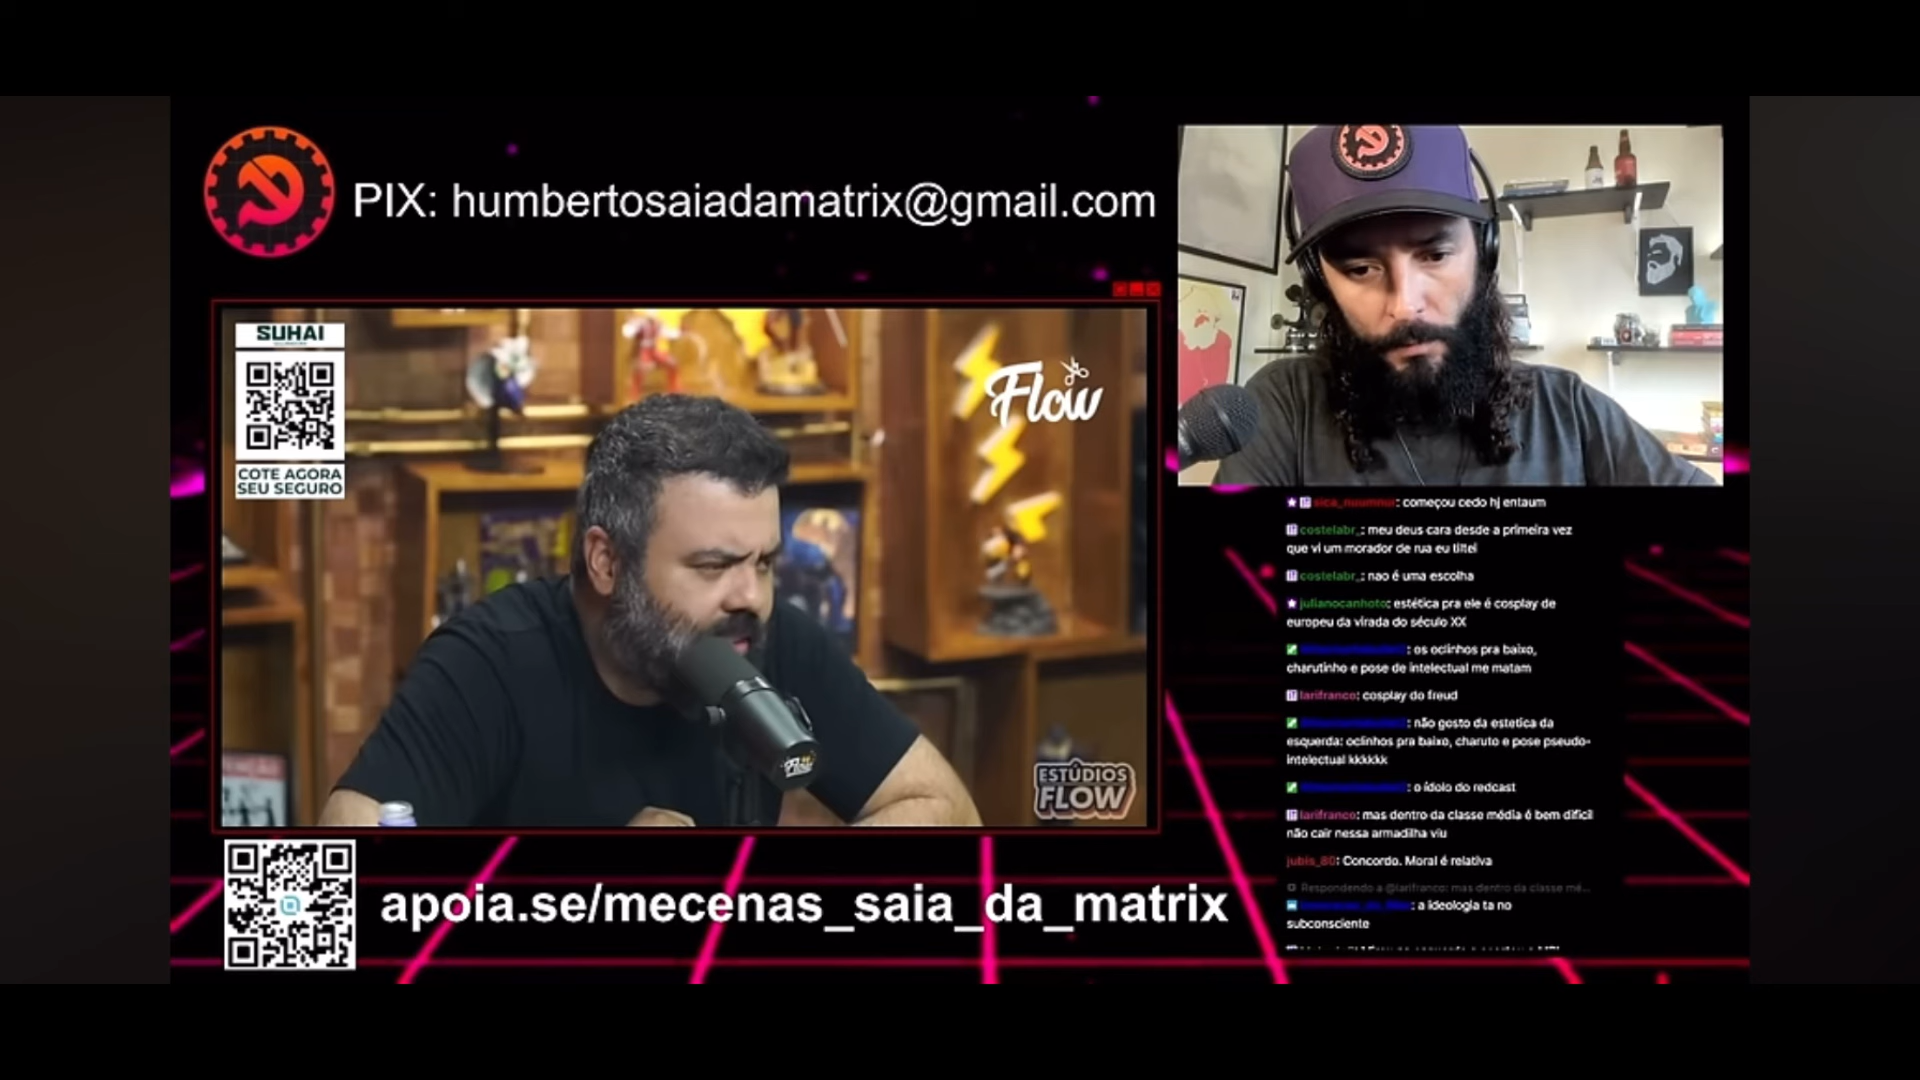 PIX: humbertosaiadamatrix@gmail.com
SUHAI
COTE AGORA
SEU SEGURO
Flow
Flow
ESTÚDIOS
FLOW
apoia.se/mecenas_saia_da_matrix
: começou cedo hj entaum
costelabr_: meu deus cara desde a primeira vez
que vi um morador de rua eu tiltei
costelabr_: nao é uma escolha
julianocanhoto: estética pra ele é cosplay de
europeu da virada do século XX
: os oclinhos pra baixo,
charutinho e pose de intelectual me matam
larifranco: cosplay do freud
: não gosto da estetica da
esquerda: oclinhos pra baixo, charuto e pose pseudo-
intelectual kkkkkk
: o ídolo do redcast
larifranco: mas dentro da classe média é bem dificil
não cair nessa armadilha viu
jubis_80: Concordo. Moral é relativa
Respondendo a @larifranco: mas dentro da classe mé...
: a ideologia ta no
subconsciente